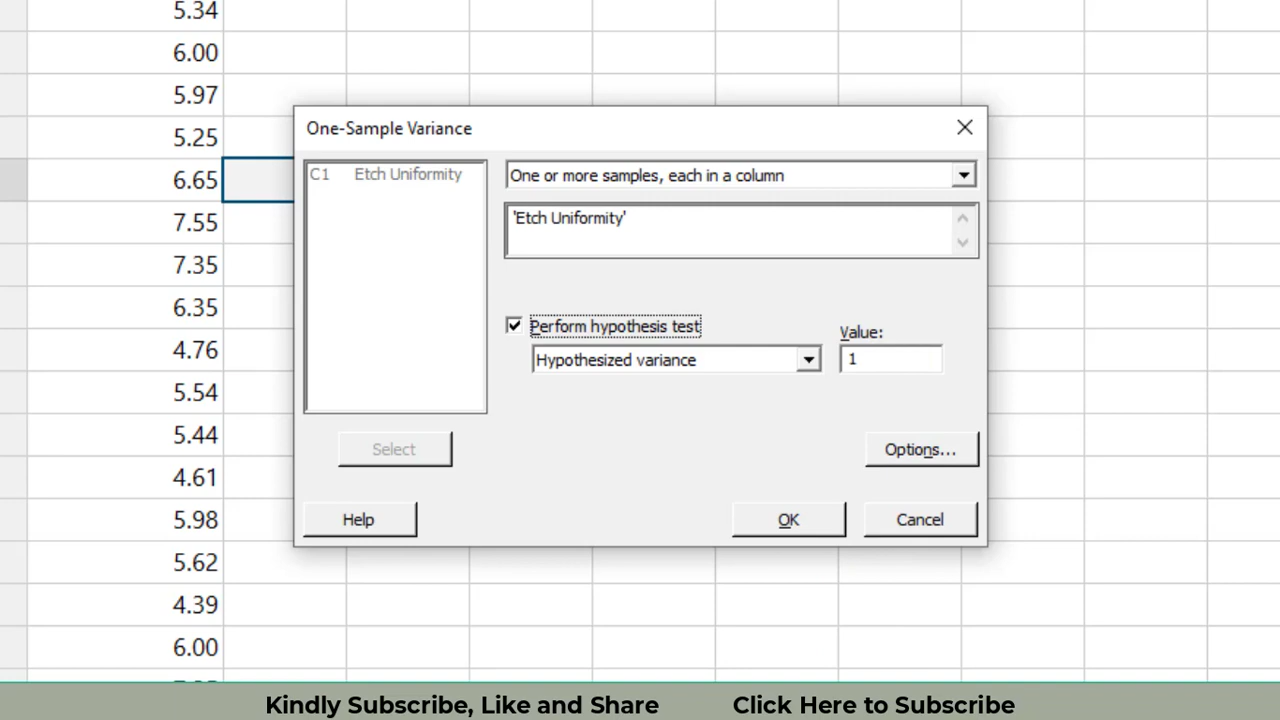 5.34
6.00
5.97
5.25
6.65
7.55
7.35
6.35
4.76
5.54
5.44
4.61
5.98
5.62
4.39
6.00
One-Sample Variance
C1 Etch Uniformity
One or more samples, each in a column
'Etch Uniformity'
Perform hypothesis test
Value:
Hypothesized variance
1
Select
Options...
Help
OK
Cancel
Kindly Subscribe, Like and Share Click Here to Subscribe